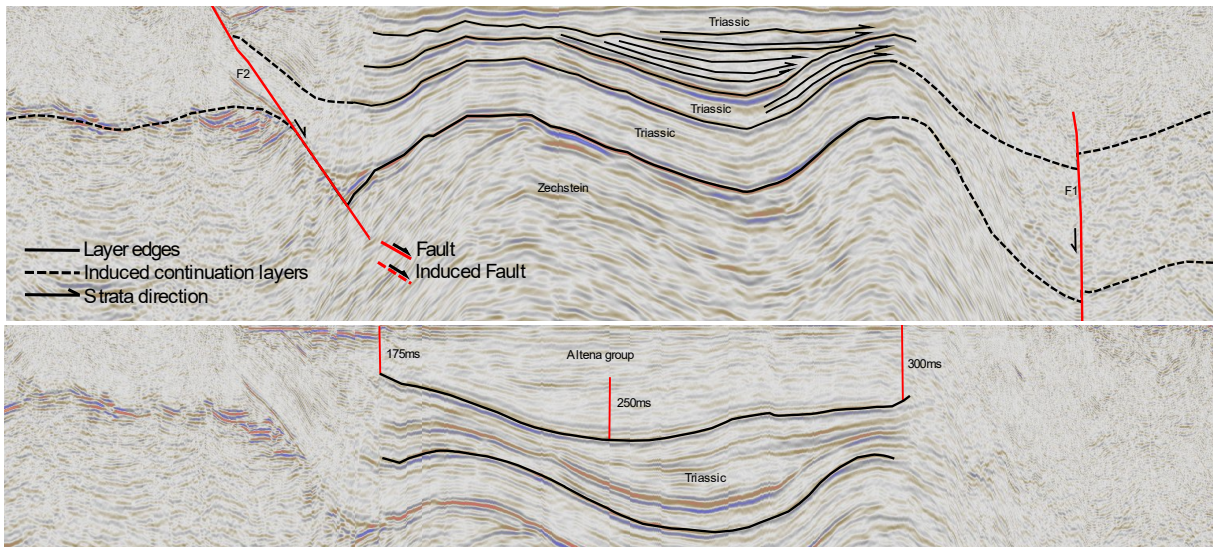 Triassic
F2
Triassic
Triassic
Zechstein
F1
Layer edges
Induced continuation layers
Strata direction
Fault
Induced Fault
175ms
Altena group
300ms
250ms
Triassic